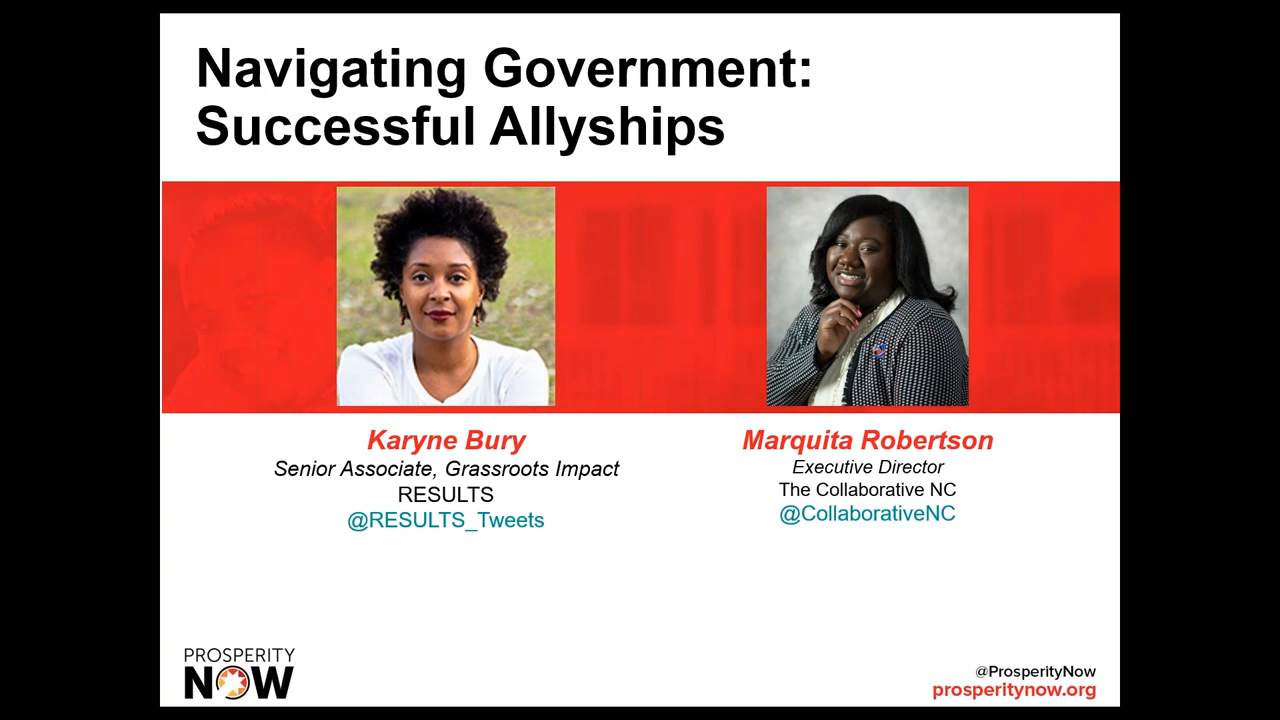 Navigating Government:
Successful Allyships
Karyne Bury
Senior Associate, Grassroots Impact
RESULTS
@RESULTS_Tweets
Marquita Robertson
Executive Director
The Collaborative NC
@CollaborativeNC
PROSPERITY
NOW
@ProsperityNow
prosperitynow.org